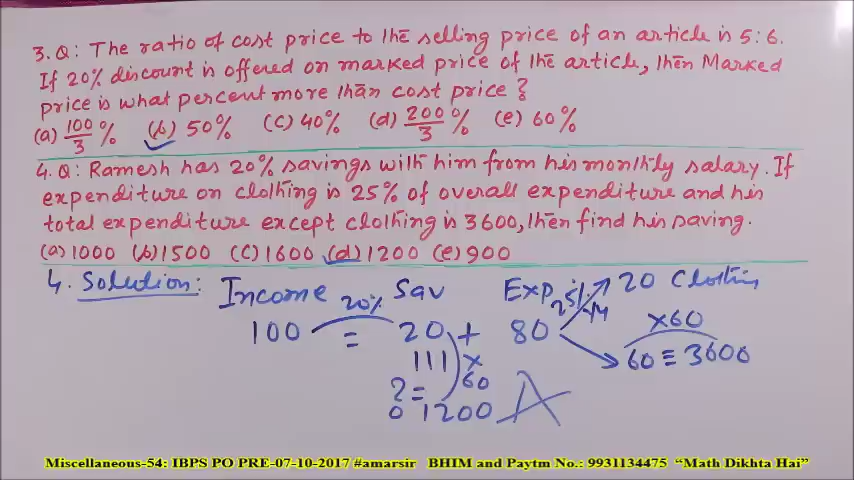 3.Q: The ratio of cost price to the selling price of an article is 5:6.
If 20% discount is offered on marked price of the article, then Marked
price is what percent more than cost price?
(a) 100/3 % (b) 50% (c) 40% (d) 200/3 % (e) 60%
4.Q: Ramesh has 20% savings with him from his monthly salary. If
expenditure on clothing is 25% of overall expenditure and his
total expenditure except clothing is 3600, then find his saving.
(a) 1000 (b) 1500 (c) 1600 (d) 1200 (e) 900
4. Solution: Income 20% Sav Exp 25% 1/4 20 Clothing
100 = 20 + 80 x60
111 x 60 60 ≡ 3600
? =
1200 A
Miscellaneous-54: IBPS PO PRE-07-10-2017 #amarsir BHIM and Paytm No.: 9931134475 “Math Dikhta Hai”